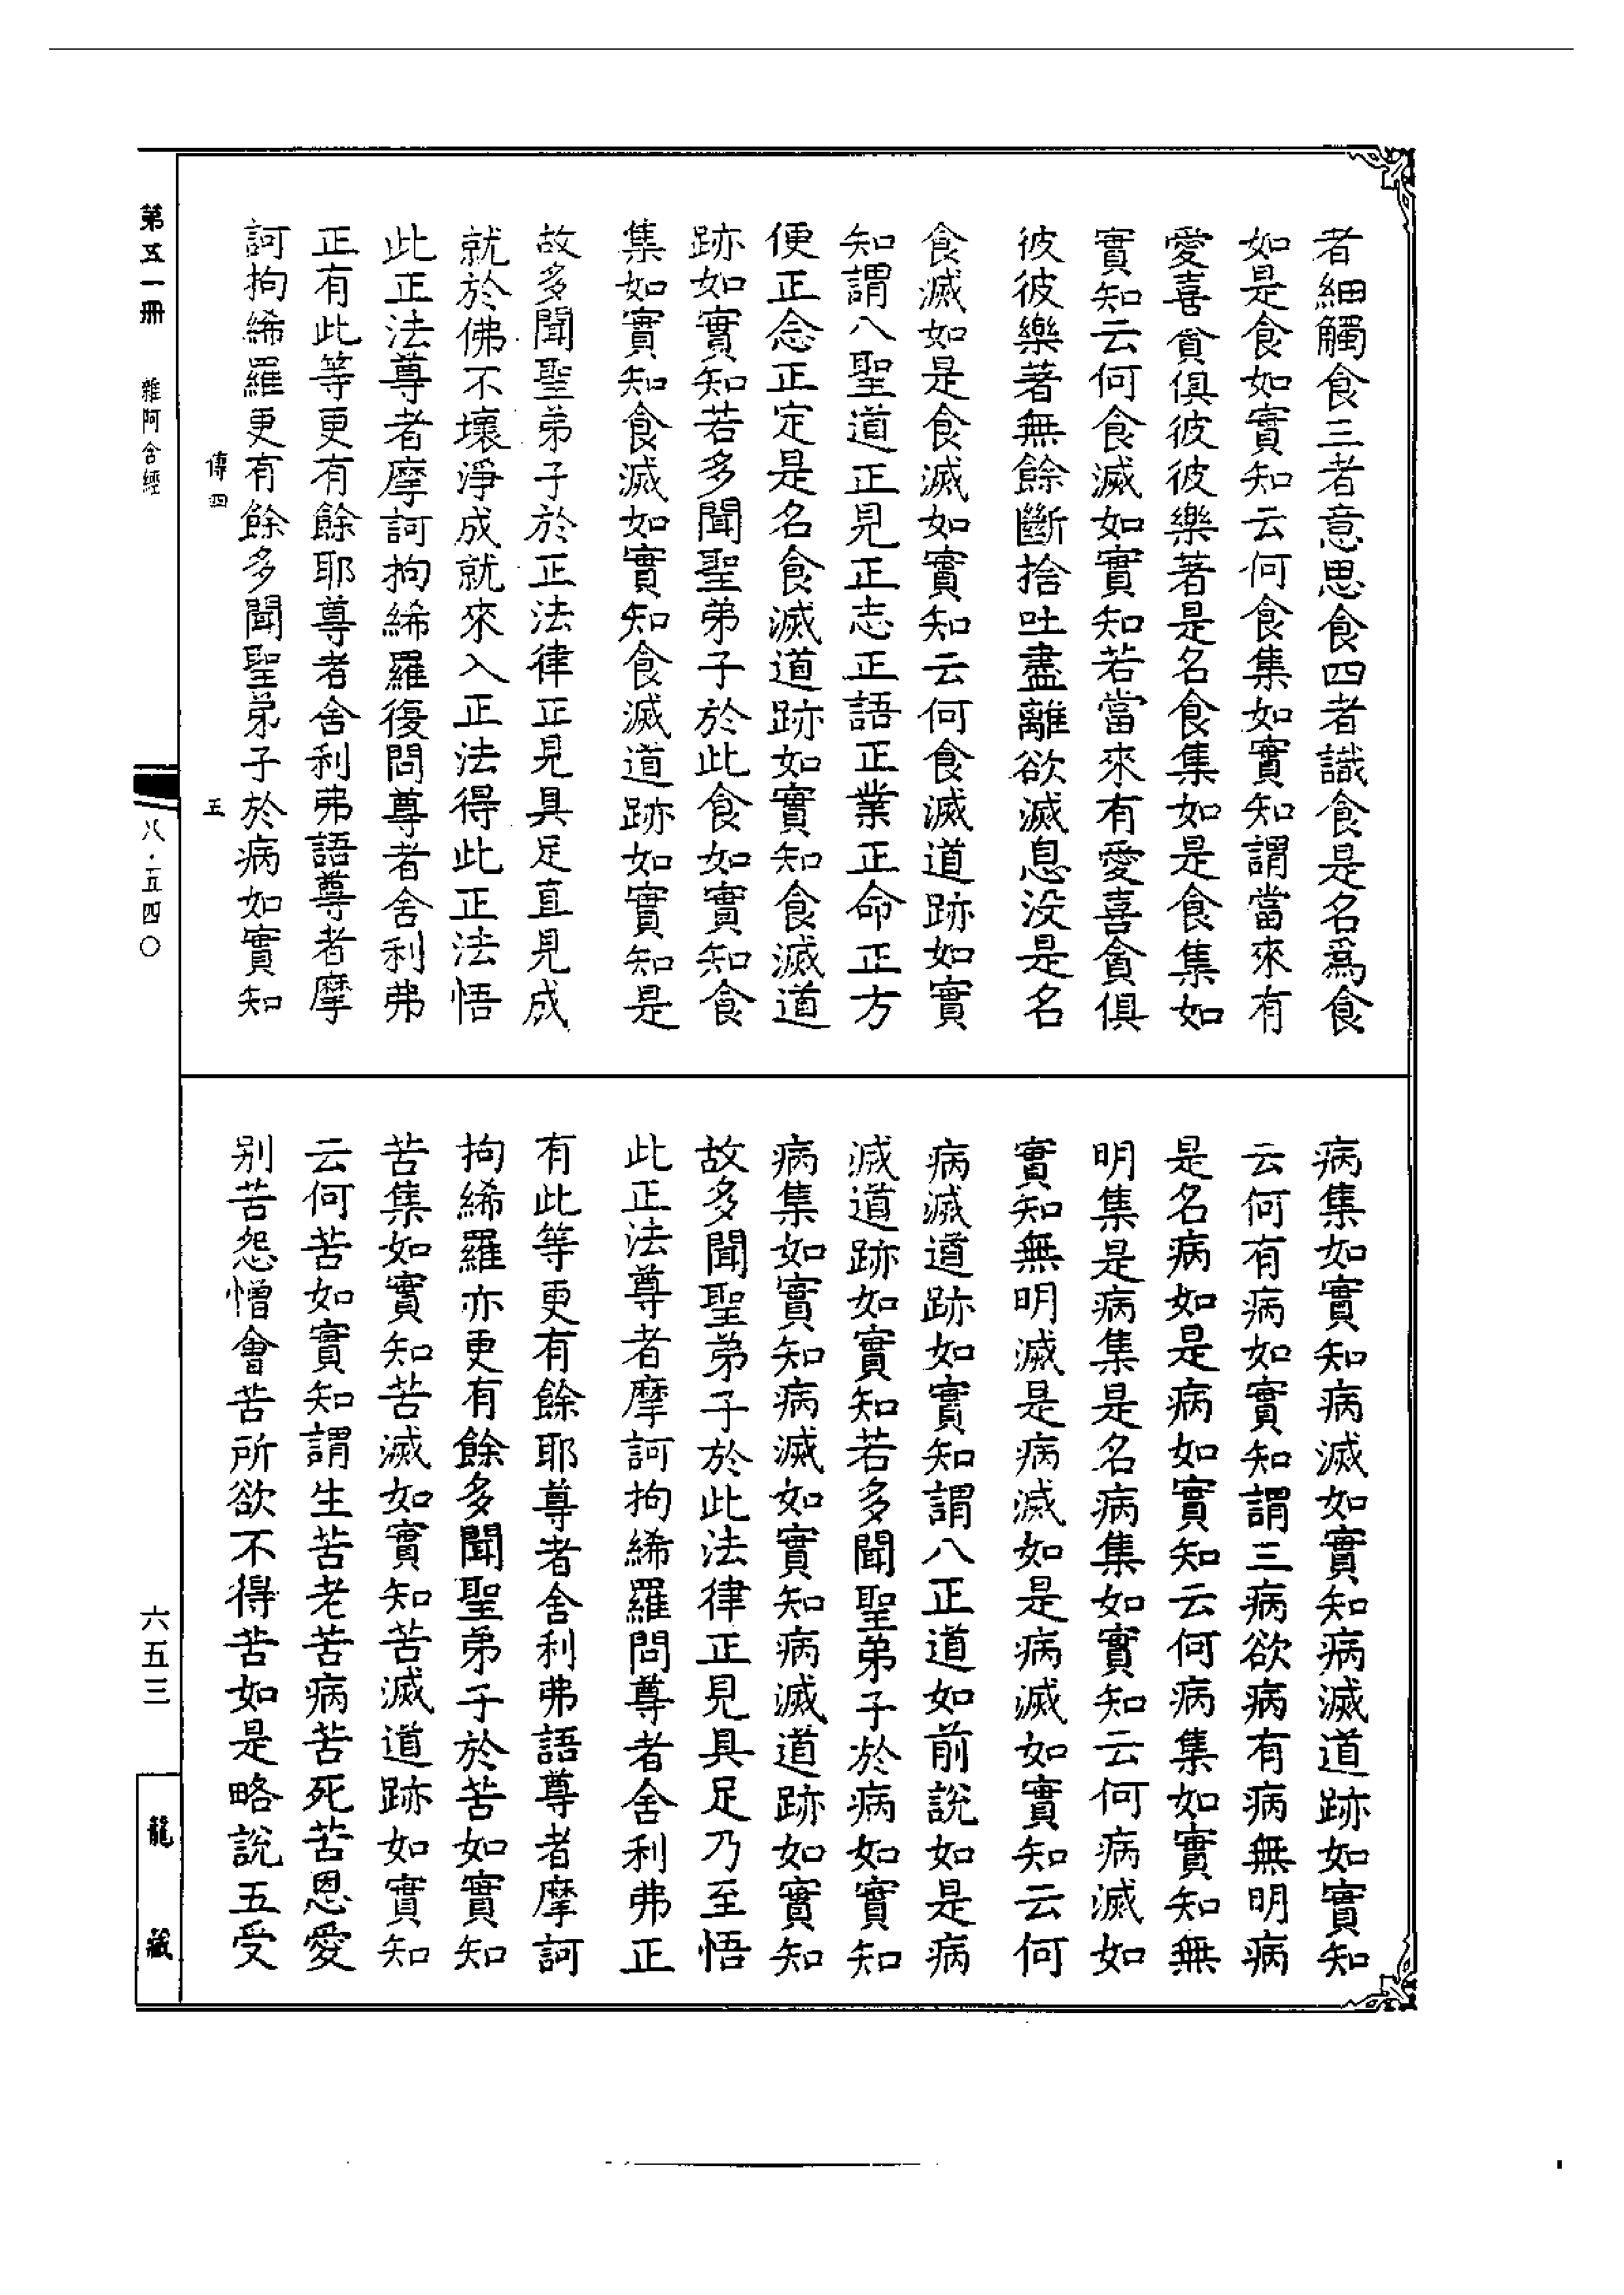 者細觸食三者意思食四者識食是名爲食
如是食如實知云何食集如實知謂當來有
愛喜貪俱彼彼樂著是名食集如是食集如
實知云何食滅如實知若當來有愛喜貪俱
彼彼樂著無餘斷捨吐盡離欲滅息没是名
食滅如是食滅如實知云何食滅道跡如實
知謂八聖道正見正志正語正業正命正方
便正念正定是名食滅道跡如實知食滅道
跡如實知若多聞聖弟子於此食如實知食
集如實知食滅如實知食滅道跡如實知是
故多聞聖弟子於正法律正見具足直見成
就於佛不壞淨成就來入正法得此正法悟
此正法尊者摩訶拘絺羅復問尊者舍利弗
正有此等更有餘耶尊者舍利弗語尊者摩
訶拘絺羅更有餘多聞聖弟子於病如實知
病集如實知病滅如實知病滅道跡如實知
云何有病如實知謂三病欲病有病無明病
是名病如是病如實知云何病集如實知無
明集是病集是名病集如實知云何病滅如
實知無明滅是病滅如是病滅如實知云何
病滅道跡如實知謂八正道如前說如是病
滅道跡如實知若多聞聖弟子於病如實知
病集如實知病滅如實知病滅道跡如實知
故多聞聖弟子於此法律正見具足乃至悟
此正法尊者摩訶拘絺羅問尊者舍利弗正
有此等更有餘耶尊者舍利弗語尊者摩訶
拘絺羅亦更有餘多聞聖弟子於苦如實知
苦集如實知苦滅如實知苦滅道跡如實知
云何苦如實知謂生苦老苦病苦死苦恩愛
别苦怨憎會苦所欲不得苦如是略說五受
傳四 五
第五一册 雜阿含經 八·五四〇 六五三 龍藏